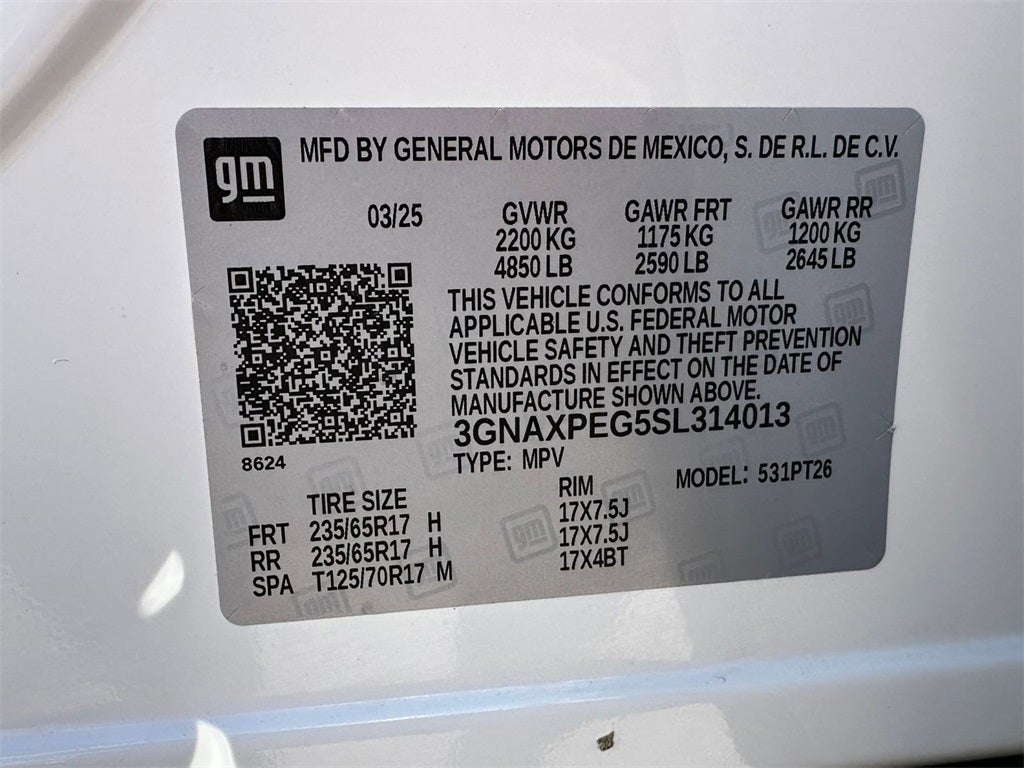 gm
MFD BY GENERAL MOTORS DE MEXICO, S. DE R.L. DE C.V.
03/25 GVWR GAWR FRT GAWR RR
2200 KG 1175 KG 1200 KG
4850 LB 2590 LB 2645 LB
THIS VEHICLE CONFORMS TO ALL
APPLICABLE U.S. FEDERAL MOTOR
VEHICLE SAFETY AND THEFT PREVENTION
STANDARDS IN EFFECT ON THE DATE OF
MANUFACTURE SHOWN ABOVE.
3GNAXPEG5SL314013
8624
TYPE: MPV MODEL: 531PT26
TIRE SIZE RIM
FRT 235/65R17 H 17X7.5J
RR 235/65R17 H 17X7.5J
SPA T125/70R17 M 17X4BT